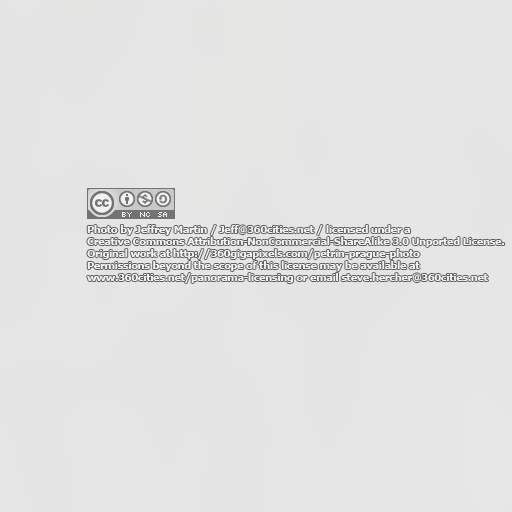 cc
BY NC SA
Photo by Jeffrey Martin / Jeff@360cities.net / licensed under a
Creative Commons Attribution-NonCommercial-ShareAlike 3.0 Unported License.
Original work at http://360gigapixels.com/petrin-prague-photo
Permissions beyond the scope of this license may be available at
www.360cities.net/panorama-licensing or email steve.hercher@360cities.net